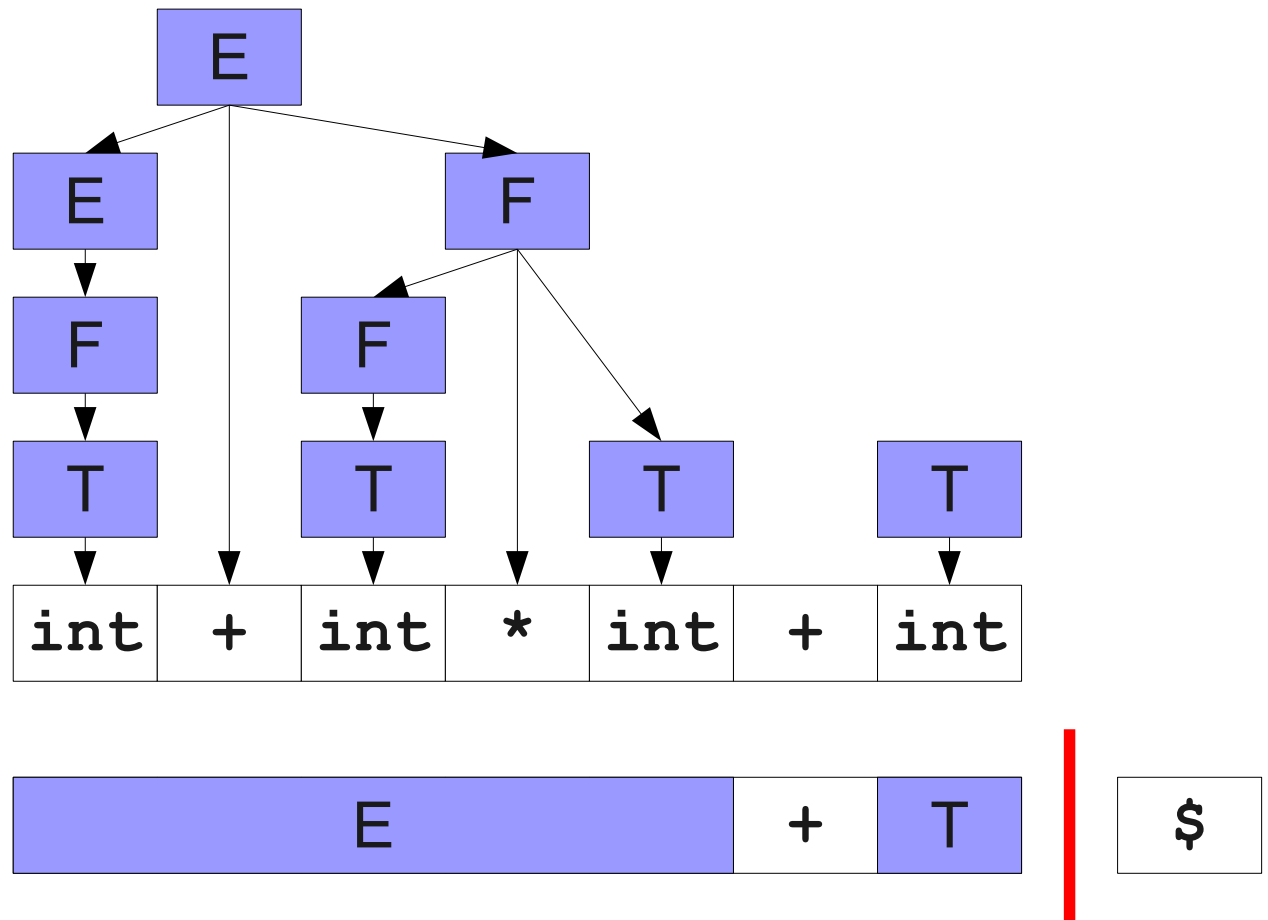 E
E F
F F
T T T T
int + int * int + int
E + T $